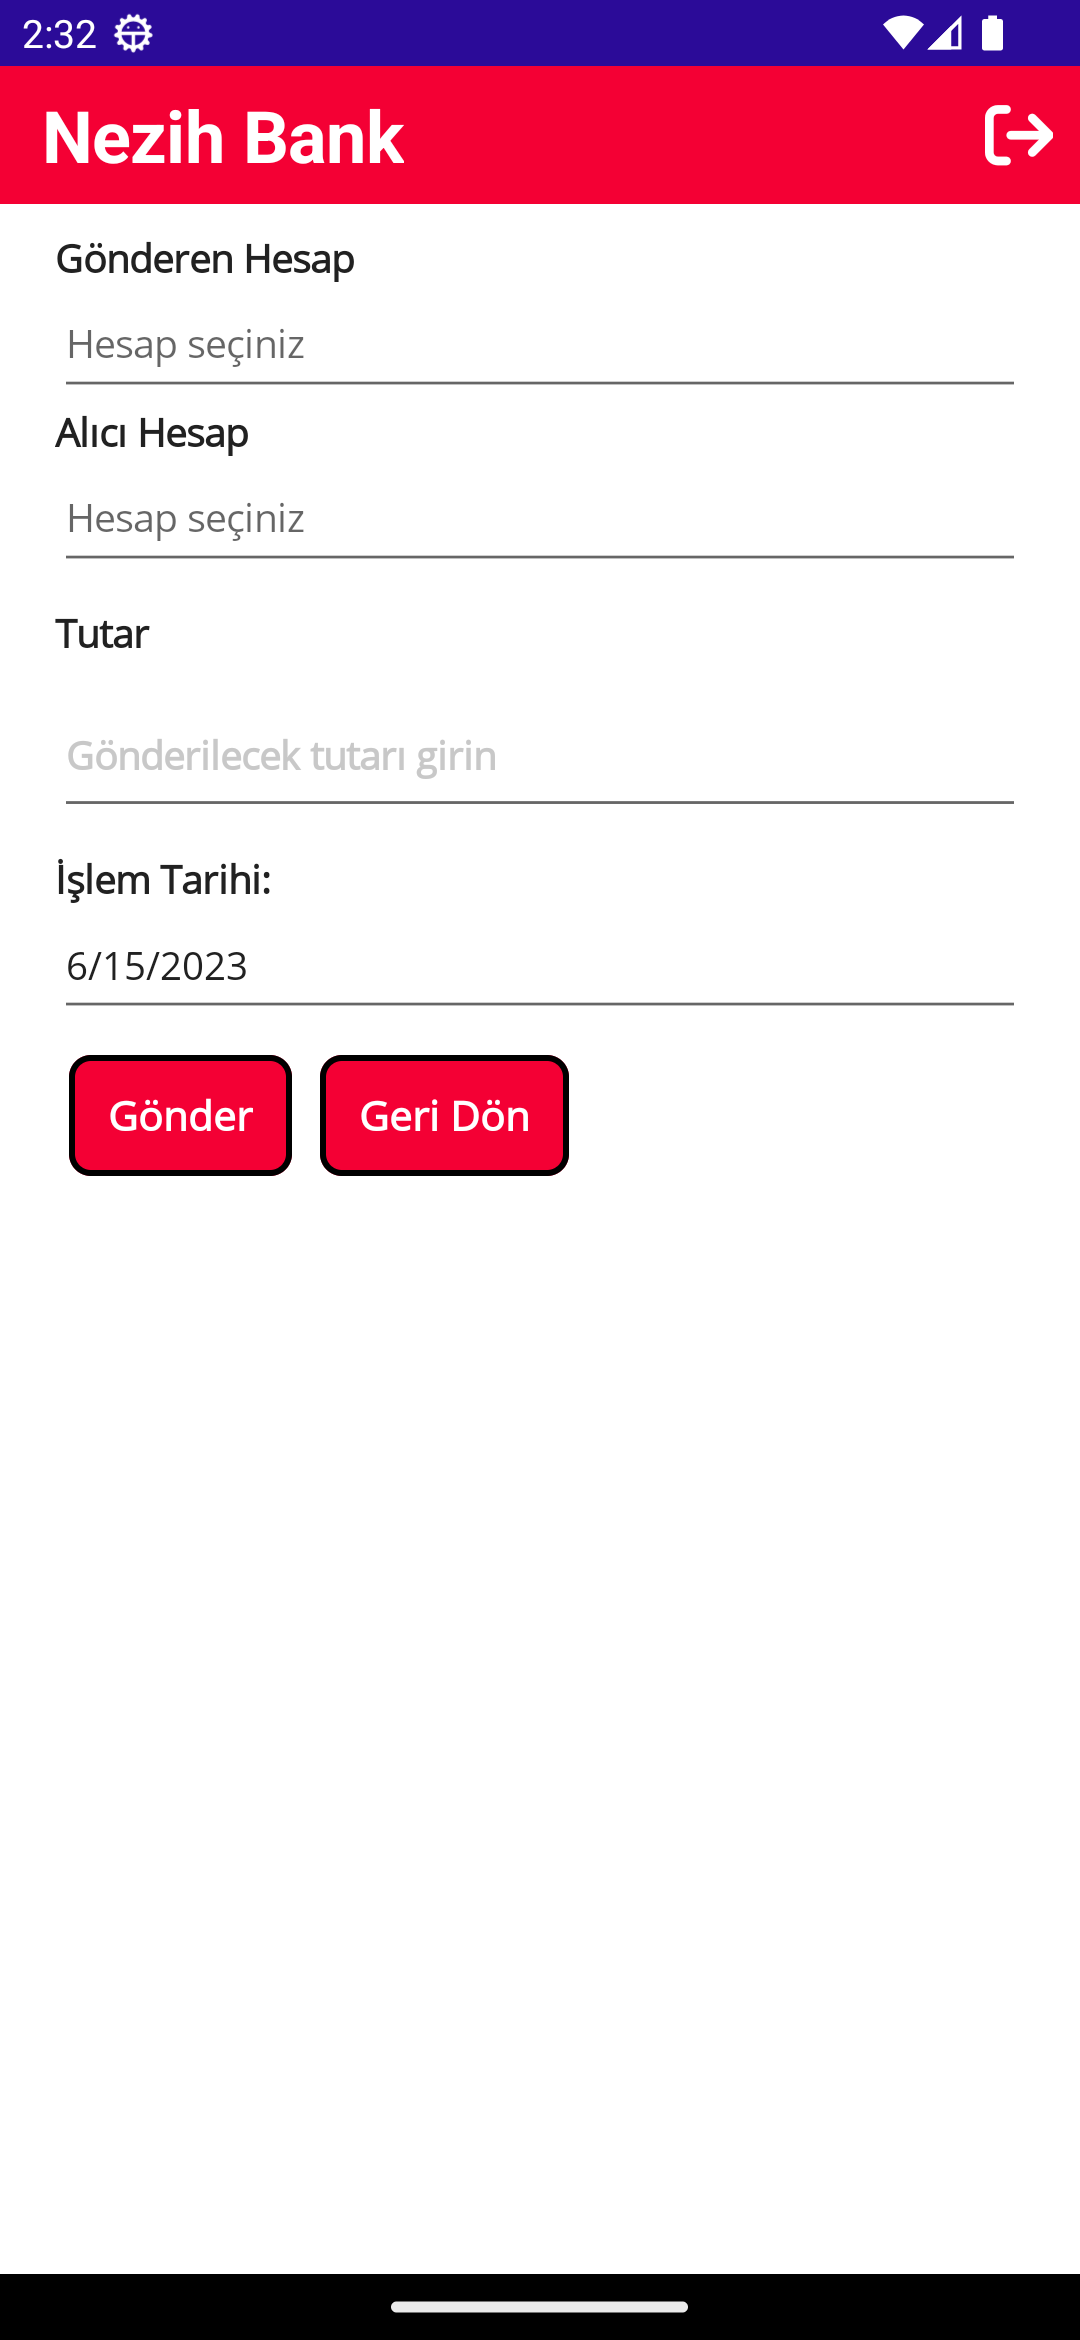 2:32
Nezih Bank
Gönderen Hesap
Hesap seçiniz
Alıcı Hesap
Hesap seçiniz
Tutar
Gönderilecek tutarı girin
İşlem Tarihi:
6/15/2023
Gönder
Geri Dön